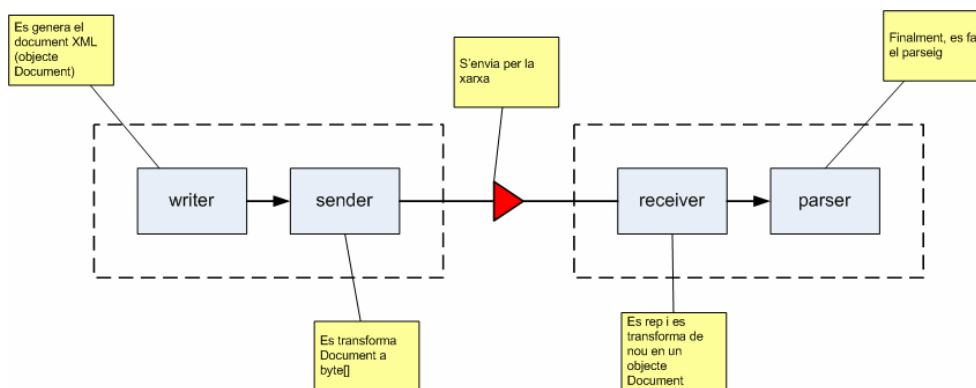 Es genera el
document XML
(objecte
Document)
S'envia per la
xarxa
Finalment, es fa
el parseig
writer
sender
receiver
parser
Es transforma
Document a
byte[]
Es rep i es
transforma de
nou en un
objecte
Document